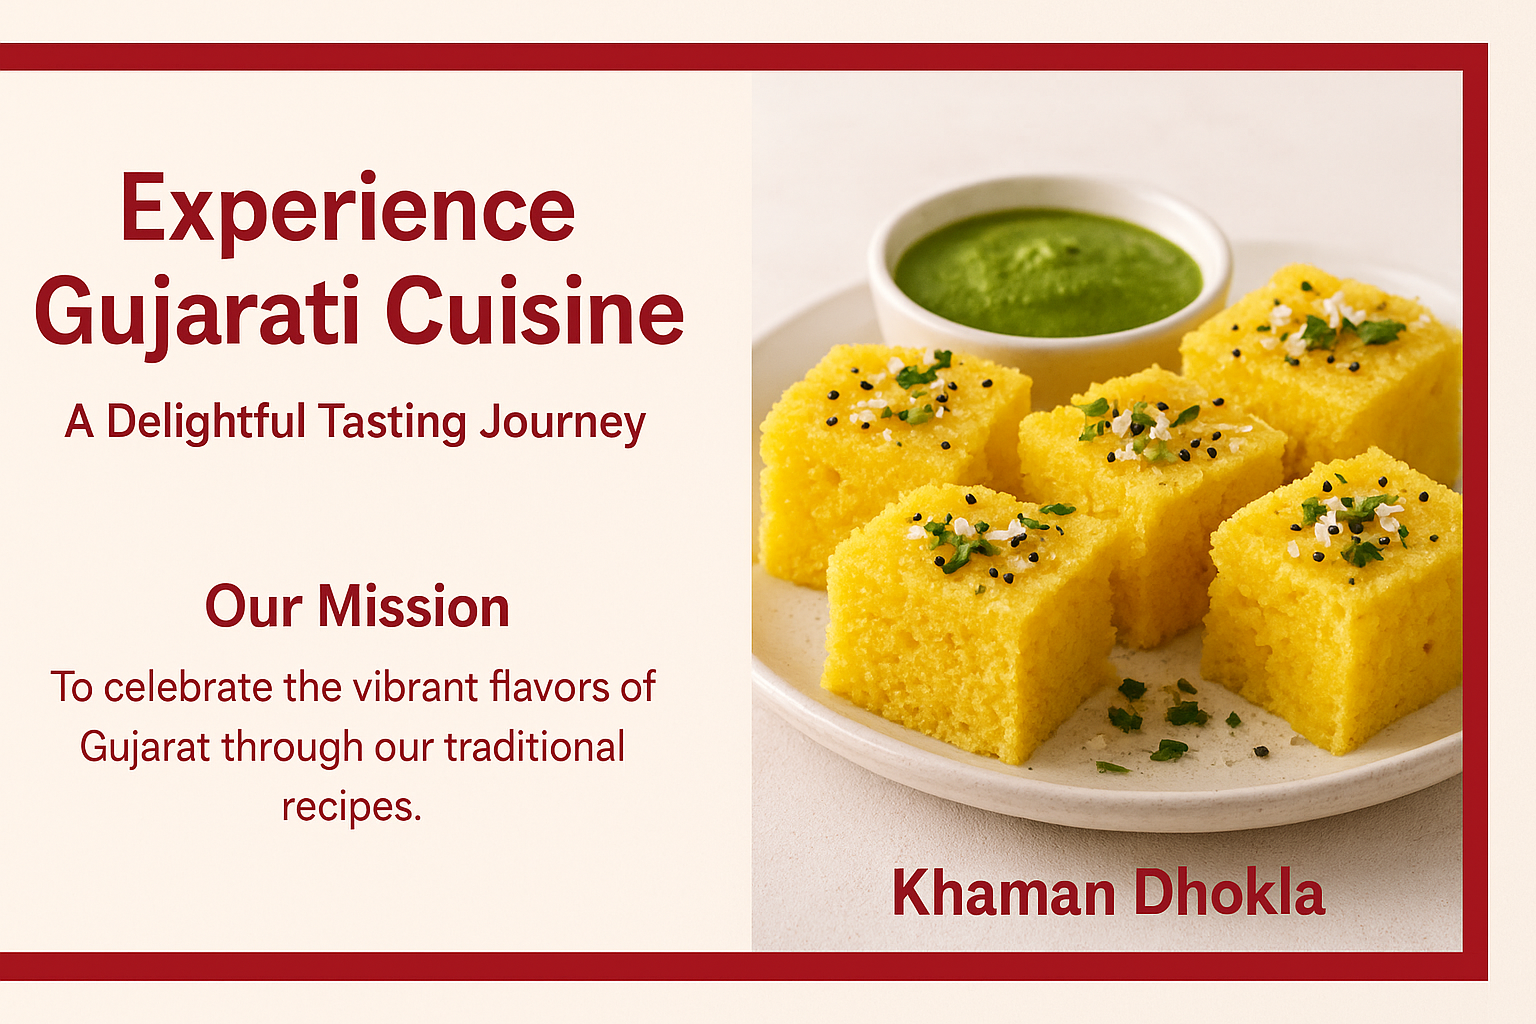 Experience
Gujarati Cuisine
A Delightful Tasting Journey
Our Mission
To celebrate the vibrant flavors of
Gujarat through our traditional
recipes.
Khaman Dhokla